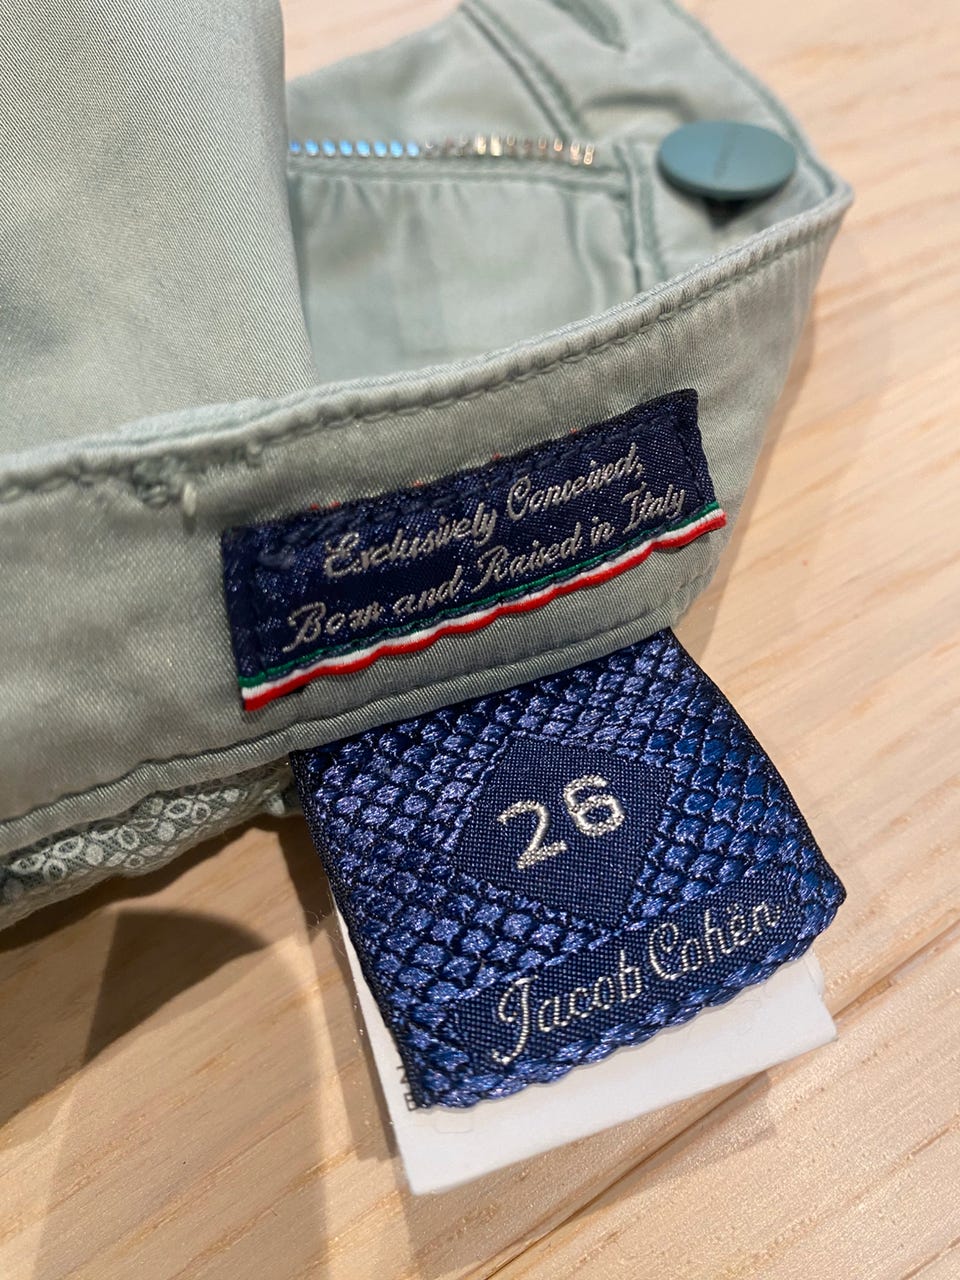 Exclusively Conceived,
Born and Raised in Italy
26
Jacob Cohën